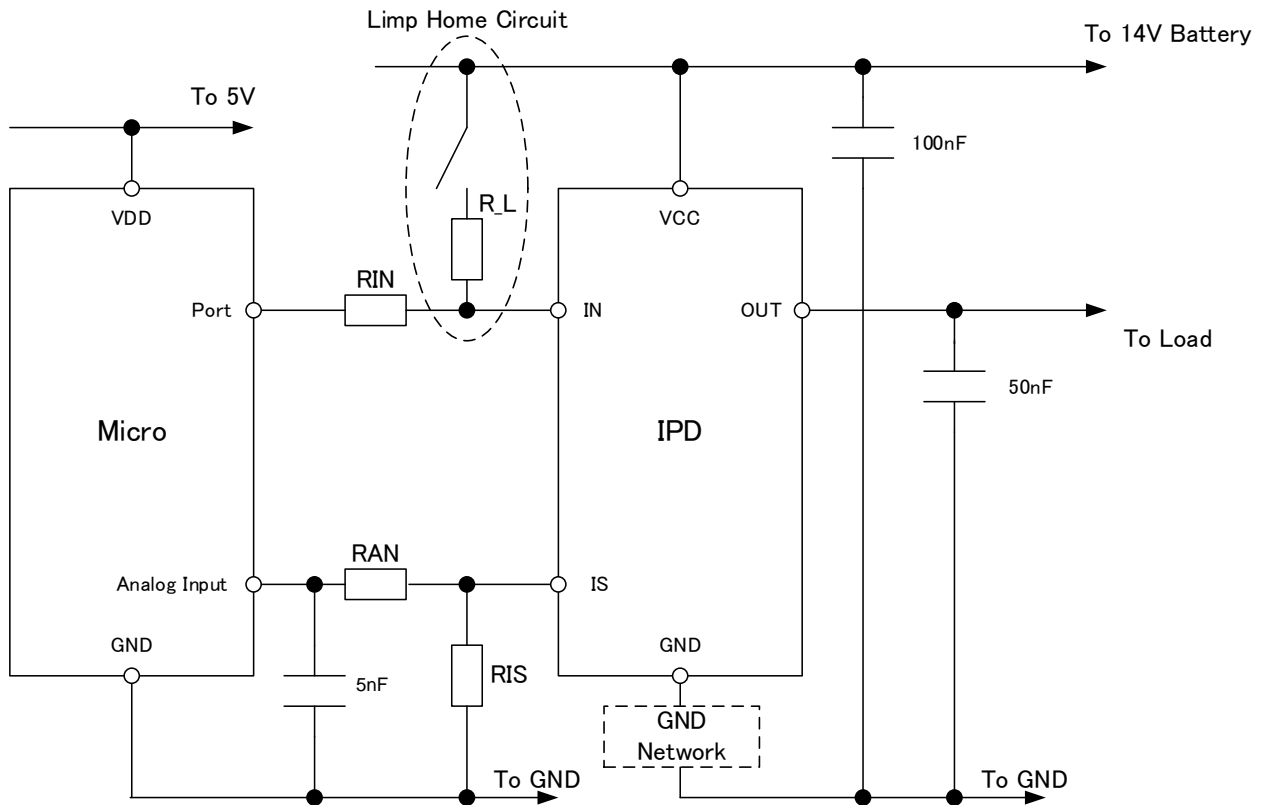 Limp Home Circuit
To 14V Battery
To 5V
100nF
VDD
R_L
VCC
RIN
Port
IN
OUT
To Load
50nF
Micro
IPD
RAN
Analog Input
IS
GND
GND
RIS
5nF
GND
Network
To GND
To GND